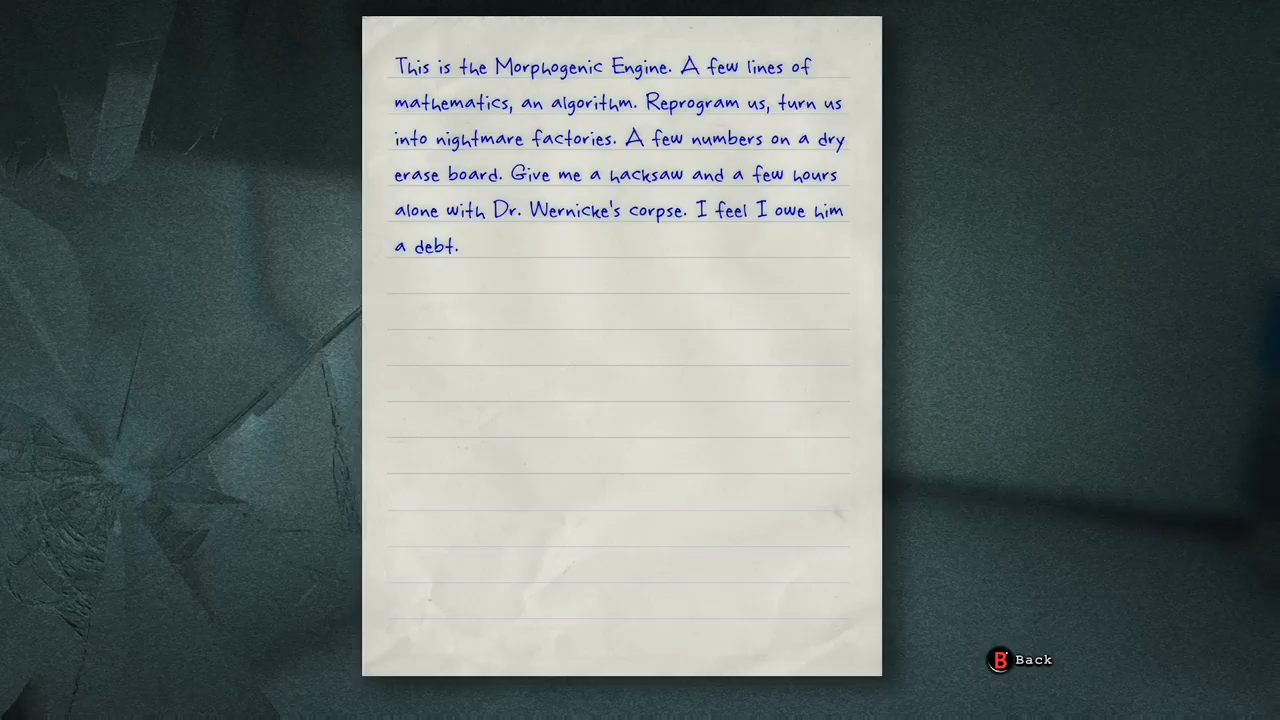 This is the Morphogenic Engine. A few lines of
mathematics, an algorithm. Reprogram us, turn us
into nightmare factories. A few numbers on a dry
erase board. Give me a hacksaw and a few hours
alone with Dr. Wernicke's corpse. I feel I owe him
a debt.
B Back